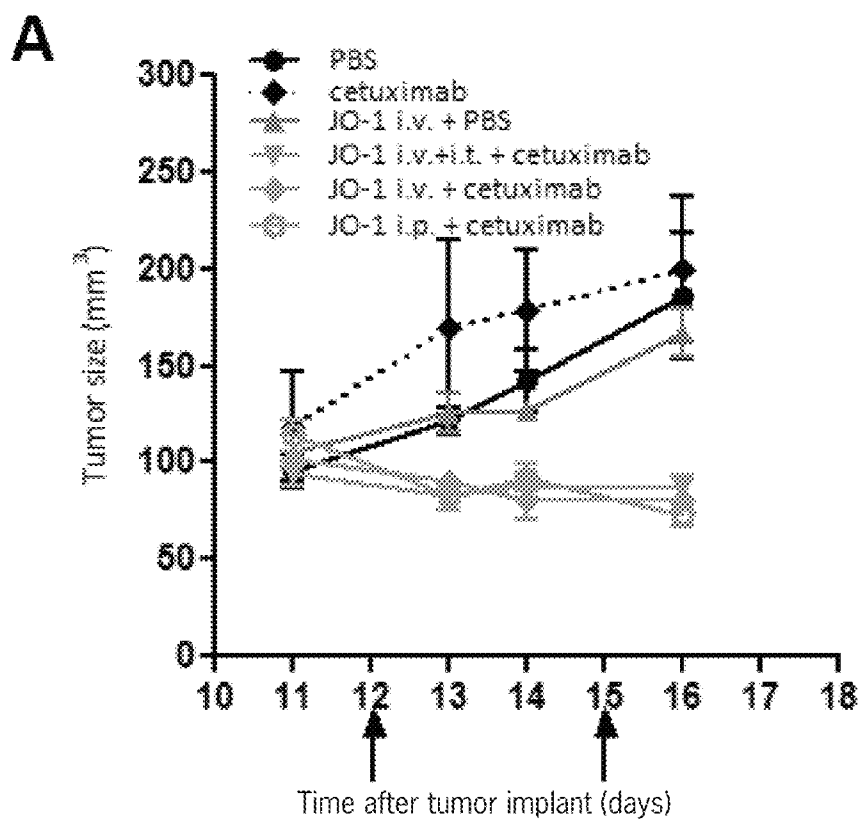 A
PBS
cetuximab
JO-1 i.v. + PBS
JO-1 i.v.+i.t. + cetuximab
JO-1 i.v. + cetuximab
JO-1 i.p. + cetuximab
300
250
200
150
100
50
0
Tumor size (mm³)
10 11 12 13 14 15 16 17 18
Time after tumor implant (days)